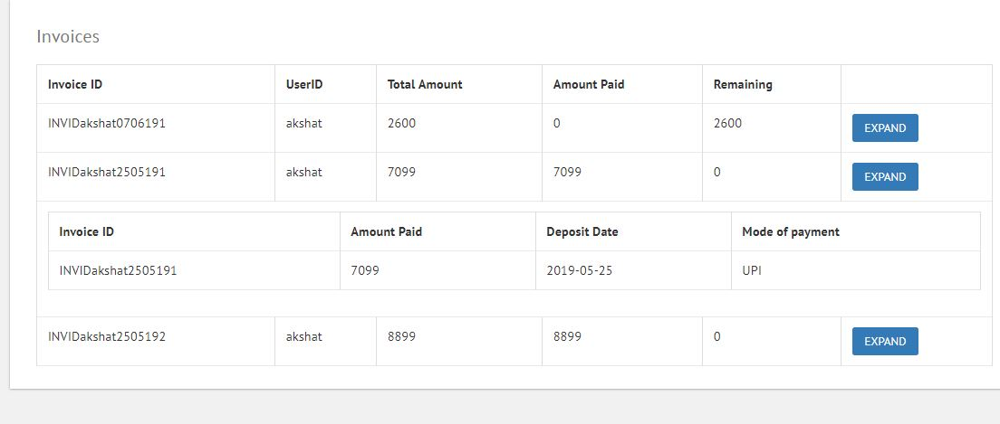 Invoices
Invoice ID UserID Total Amount Amount Paid Remaining
INVIDakshat0706191 akshat 2600 0 2600 EXPAND
INVIDakshat2505191 akshat 7099 7099 0 EXPAND
Invoice ID Amount Paid Deposit Date Mode of payment
INVIDakshat2505191 7099 2019-05-25 UPI
INVIDakshat2505192 akshat 8899 8899 0 EXPAND